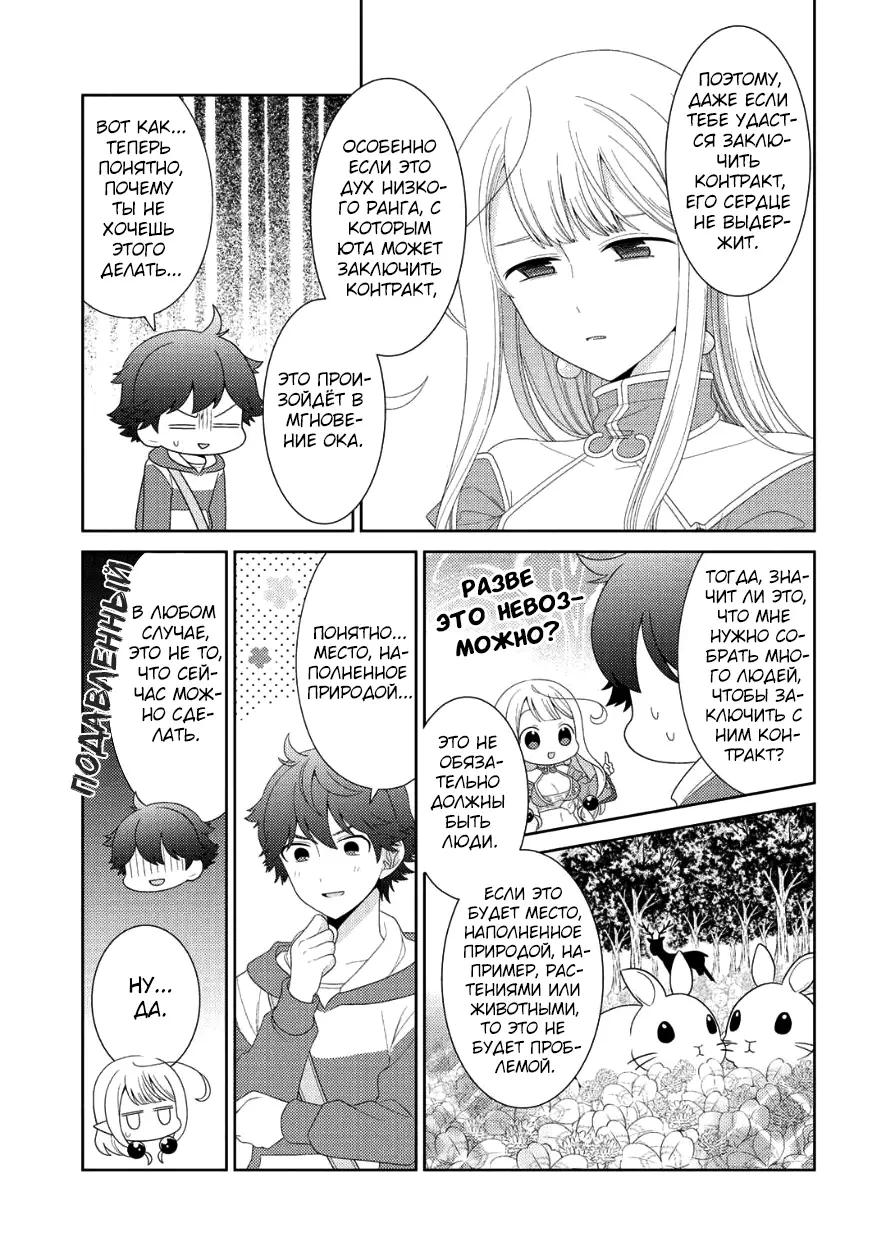 ПОЭТОМУ,
ДАЖЕ ЕСЛИ
ТЕБЕ УДАСТ-
СЯ ЗАКЛЮ-
ЧИТЬ
КОНТРАКТ,
ЕГО СЕРДЦЕ
НЕ ВЫДЕР-
ЖИТ.
ОСОБЕННО
ЕСЛИ ЭТО
ДУХ НИЗКО-
ГО РАНГА, С
КОТОРЫМ
ЮТА МОЖЕТ
ЗАКЛЮЧИТЬ
КОНТРАКТ,
ЭТО ПРОИ-
ЗОЙДЁТ В
МГНОВЕ-
НИЕ ОКА.
ВОТ КАК...
ТЕПЕРЬ
ПОНЯТНО,
ПОЧЕМУ
ТЫ НЕ
ХОЧЕШЬ
ЭТОГО
ДЕЛАТЬ...
ТОГДА, ЗНА-
ЧИТ ЛИ ЭТО,
ЧТО МНЕ
НУЖНО СО-
БРАТЬ МНО-
ГО ЛЮДЕЙ,
ЧТОБЫ ЗА-
КЛЮЧИТЬ С
НИМ КОН-
ТРАКТ?
РАЗВЕ
ЭТО НЕВОЗ-
МОЖНО?
ЭТО НЕ
ОБЯЗА-
ТЕЛЬНО
ДОЛЖНЫ
БЫТЬ
ЛЮДИ.
ЕСЛИ ЭТО
БУДЕТ МЕСТО,
НАПОЛНЕННОЕ
ПРИРОДОЙ, НА-
ПРИМЕР, РАС-
ТЕНИЯМИ ИЛИ
ЖИВОТНЫМИ,
ТО ЭТО НЕ
БУДЕТ ПРОБ-
ЛЕМОЙ.
ПОНЯТНО...
МЕСТО, НА-
ПОЛНЕННОЕ
ПРИРОДОЙ...
В ЛЮБОМ
СЛУЧАЕ,
ЭТО НЕ ТО,
ЧТО СЕЙ-
ЧАС МОЖ-
НО СДЕ-
ЛАТЬ.
ПОДАВЛЕННЫЙ
НУ...
ДА.